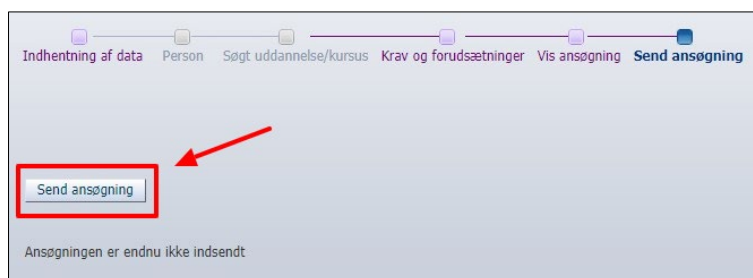 Indhentning af data Person Søgt uddannelse/kursus Krav og forudsætninger Vis ansøgning Send ansøgning
Send ansøgning
Ansøgningen er endnu ikke indsendt